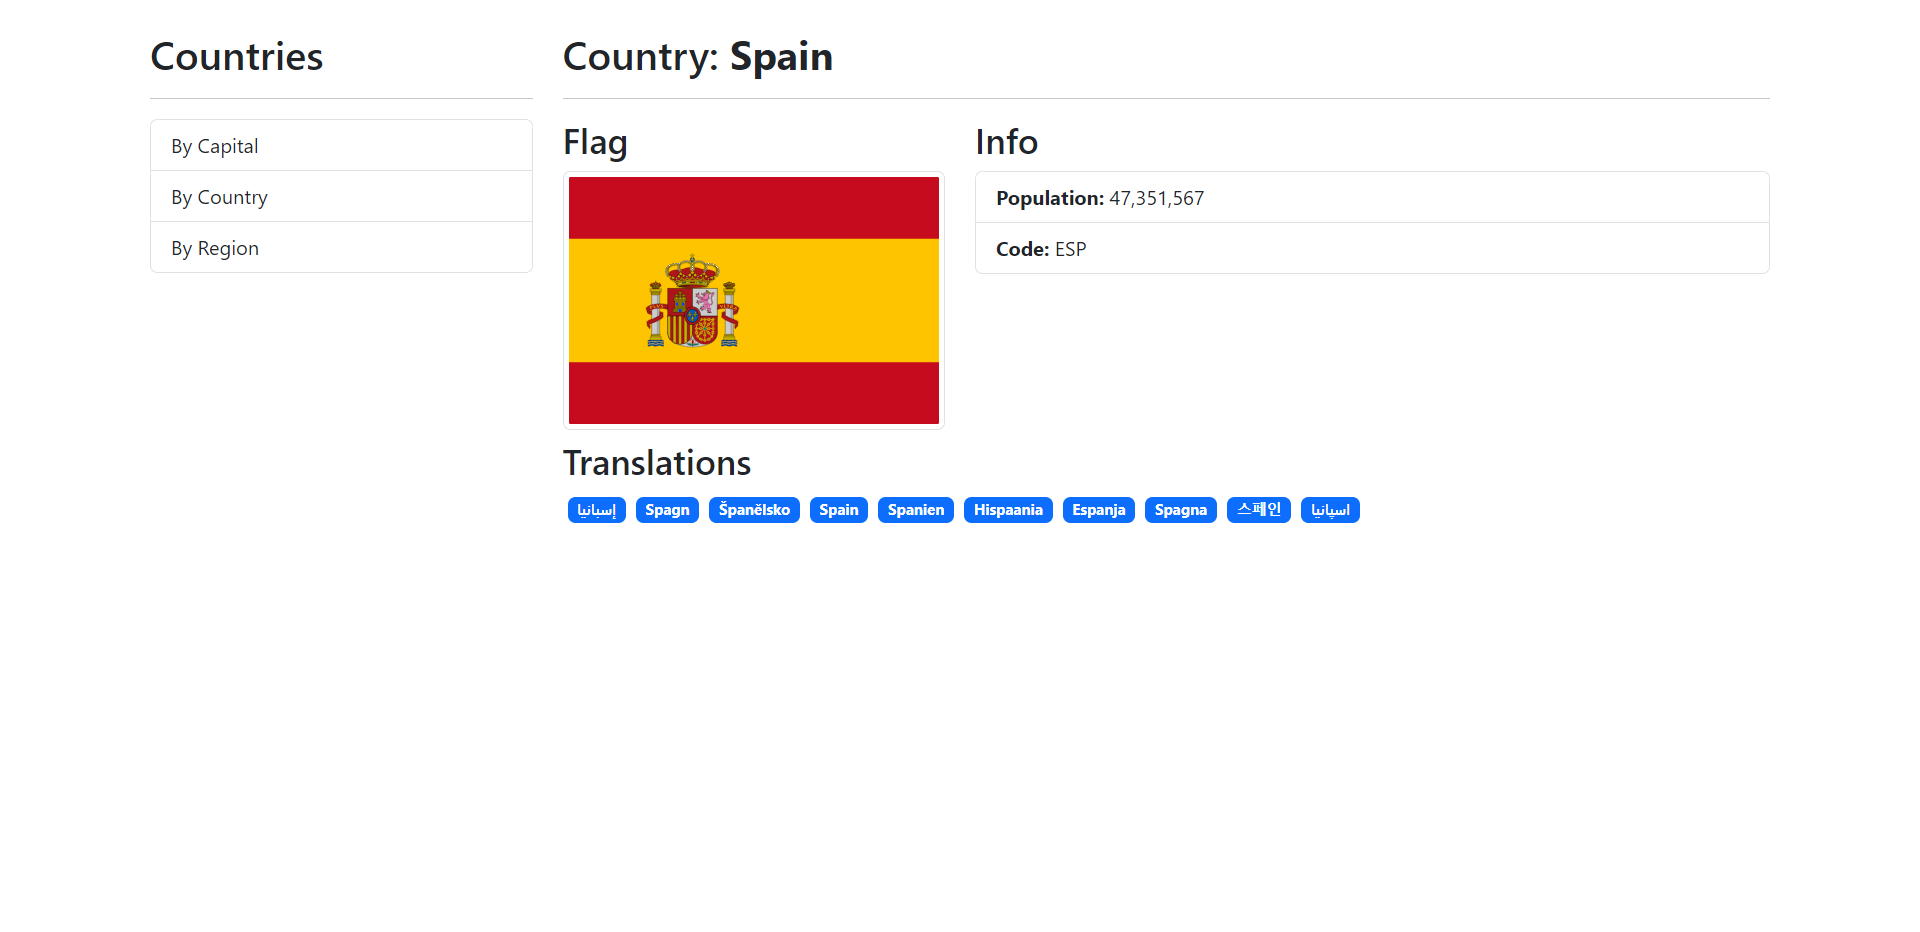 Countries
By Capital
By Country
By Region
Country: Spain
Flag
Info
Population: 47,351,567
Code: ESP
Translations
إسبانيا Spagn Španělsko Spain Spanien Hispaania Espanja Spagna 스페인 اسپانیا